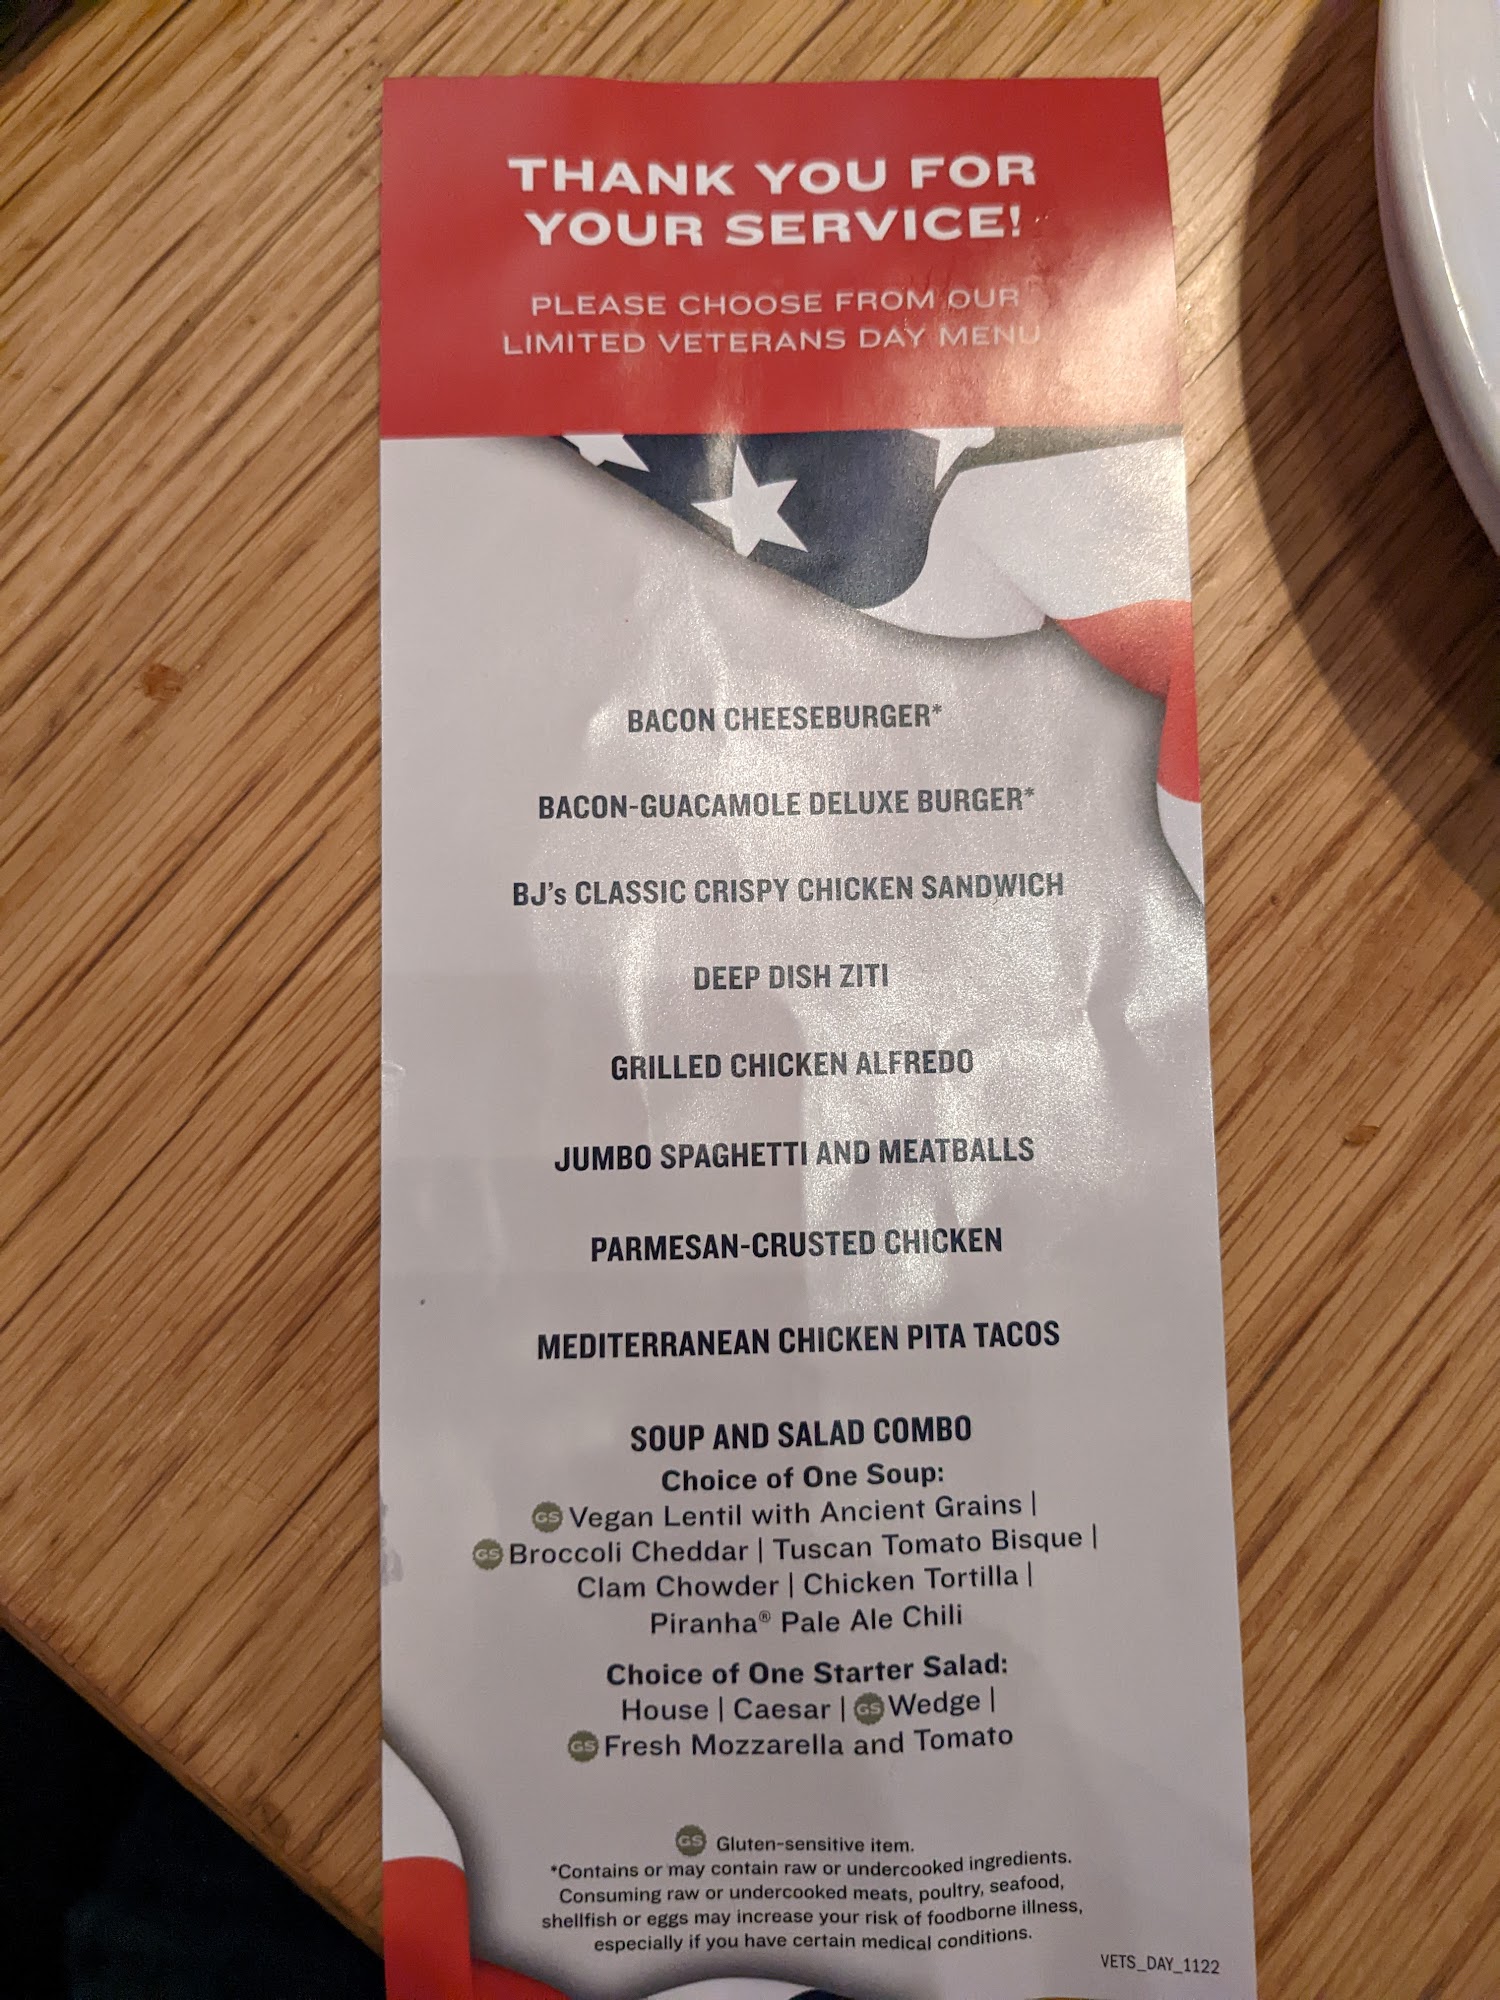 THANK YOU FOR
YOUR SERVICE!
PLEASE CHOOSE FROM OUR
LIMITED VETERANS DAY MENU
BACON CHEESEBURGER*
BACON-GUACAMOLE DELUXE BURGER*
BJ's CLASSIC CRISPY CHICKEN SANDWICH
DEEP DISH ZITI
GRILLED CHICKEN ALFREDO
JUMBO SPAGHETTI AND MEATBALLS
PARMESAN-CRUSTED CHICKEN
MEDITERRANEAN CHICKEN PITA TACOS
SOUP AND SALAD COMBO
Choice of One Soup:
GS Vegan Lentil with Ancient Grains |
GS Broccoli Cheddar | Tuscan Tomato Bisque |
Clam Chowder | Chicken Tortilla |
Piranha® Pale Ale Chili
Choice of One Starter Salad:
House | Caesar | GS Wedge |
GS Fresh Mozzarella and Tomato
GS Gluten-sensitive item.
*Contains or may contain raw or undercooked ingredients.
Consuming raw or undercooked meats, poultry, seafood,
shellfish or eggs may increase your risk of foodborne illness,
especially if you have certain medical conditions.
VETS_DAY_1122